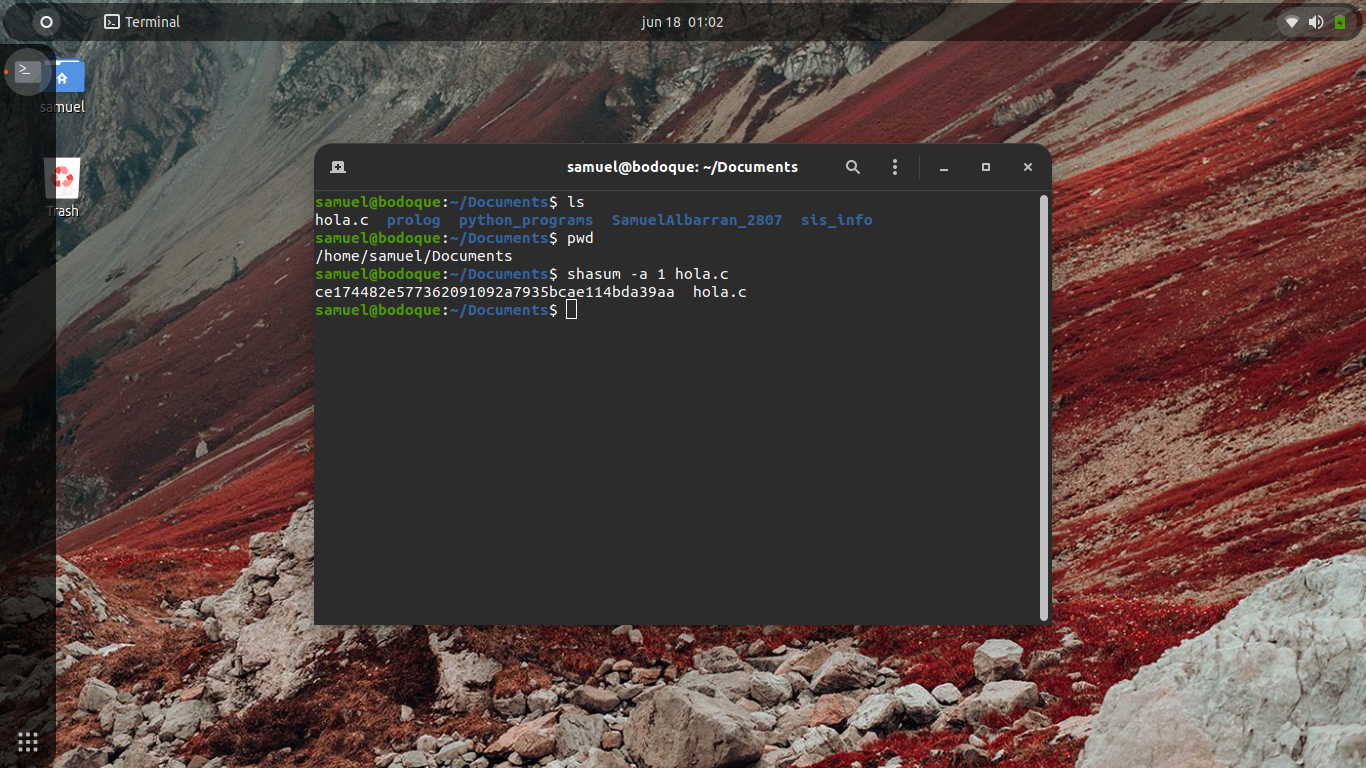 Terminal
jun 18 01:02
samuel
Trash
samuel@bodoque: ~/Documents
samuel@bodoque:~/Documents$ ls
hola.c  prolog  python_programs  SamuelAlbarran_2807  sis_info
samuel@bodoque:~/Documents$ pwd
/home/samuel/Documents
samuel@bodoque:~/Documents$ shasum -a 1 hola.c
ce174482e577362091092a7935bcae114bda39aa  hola.c
samuel@bodoque:~/Documents$